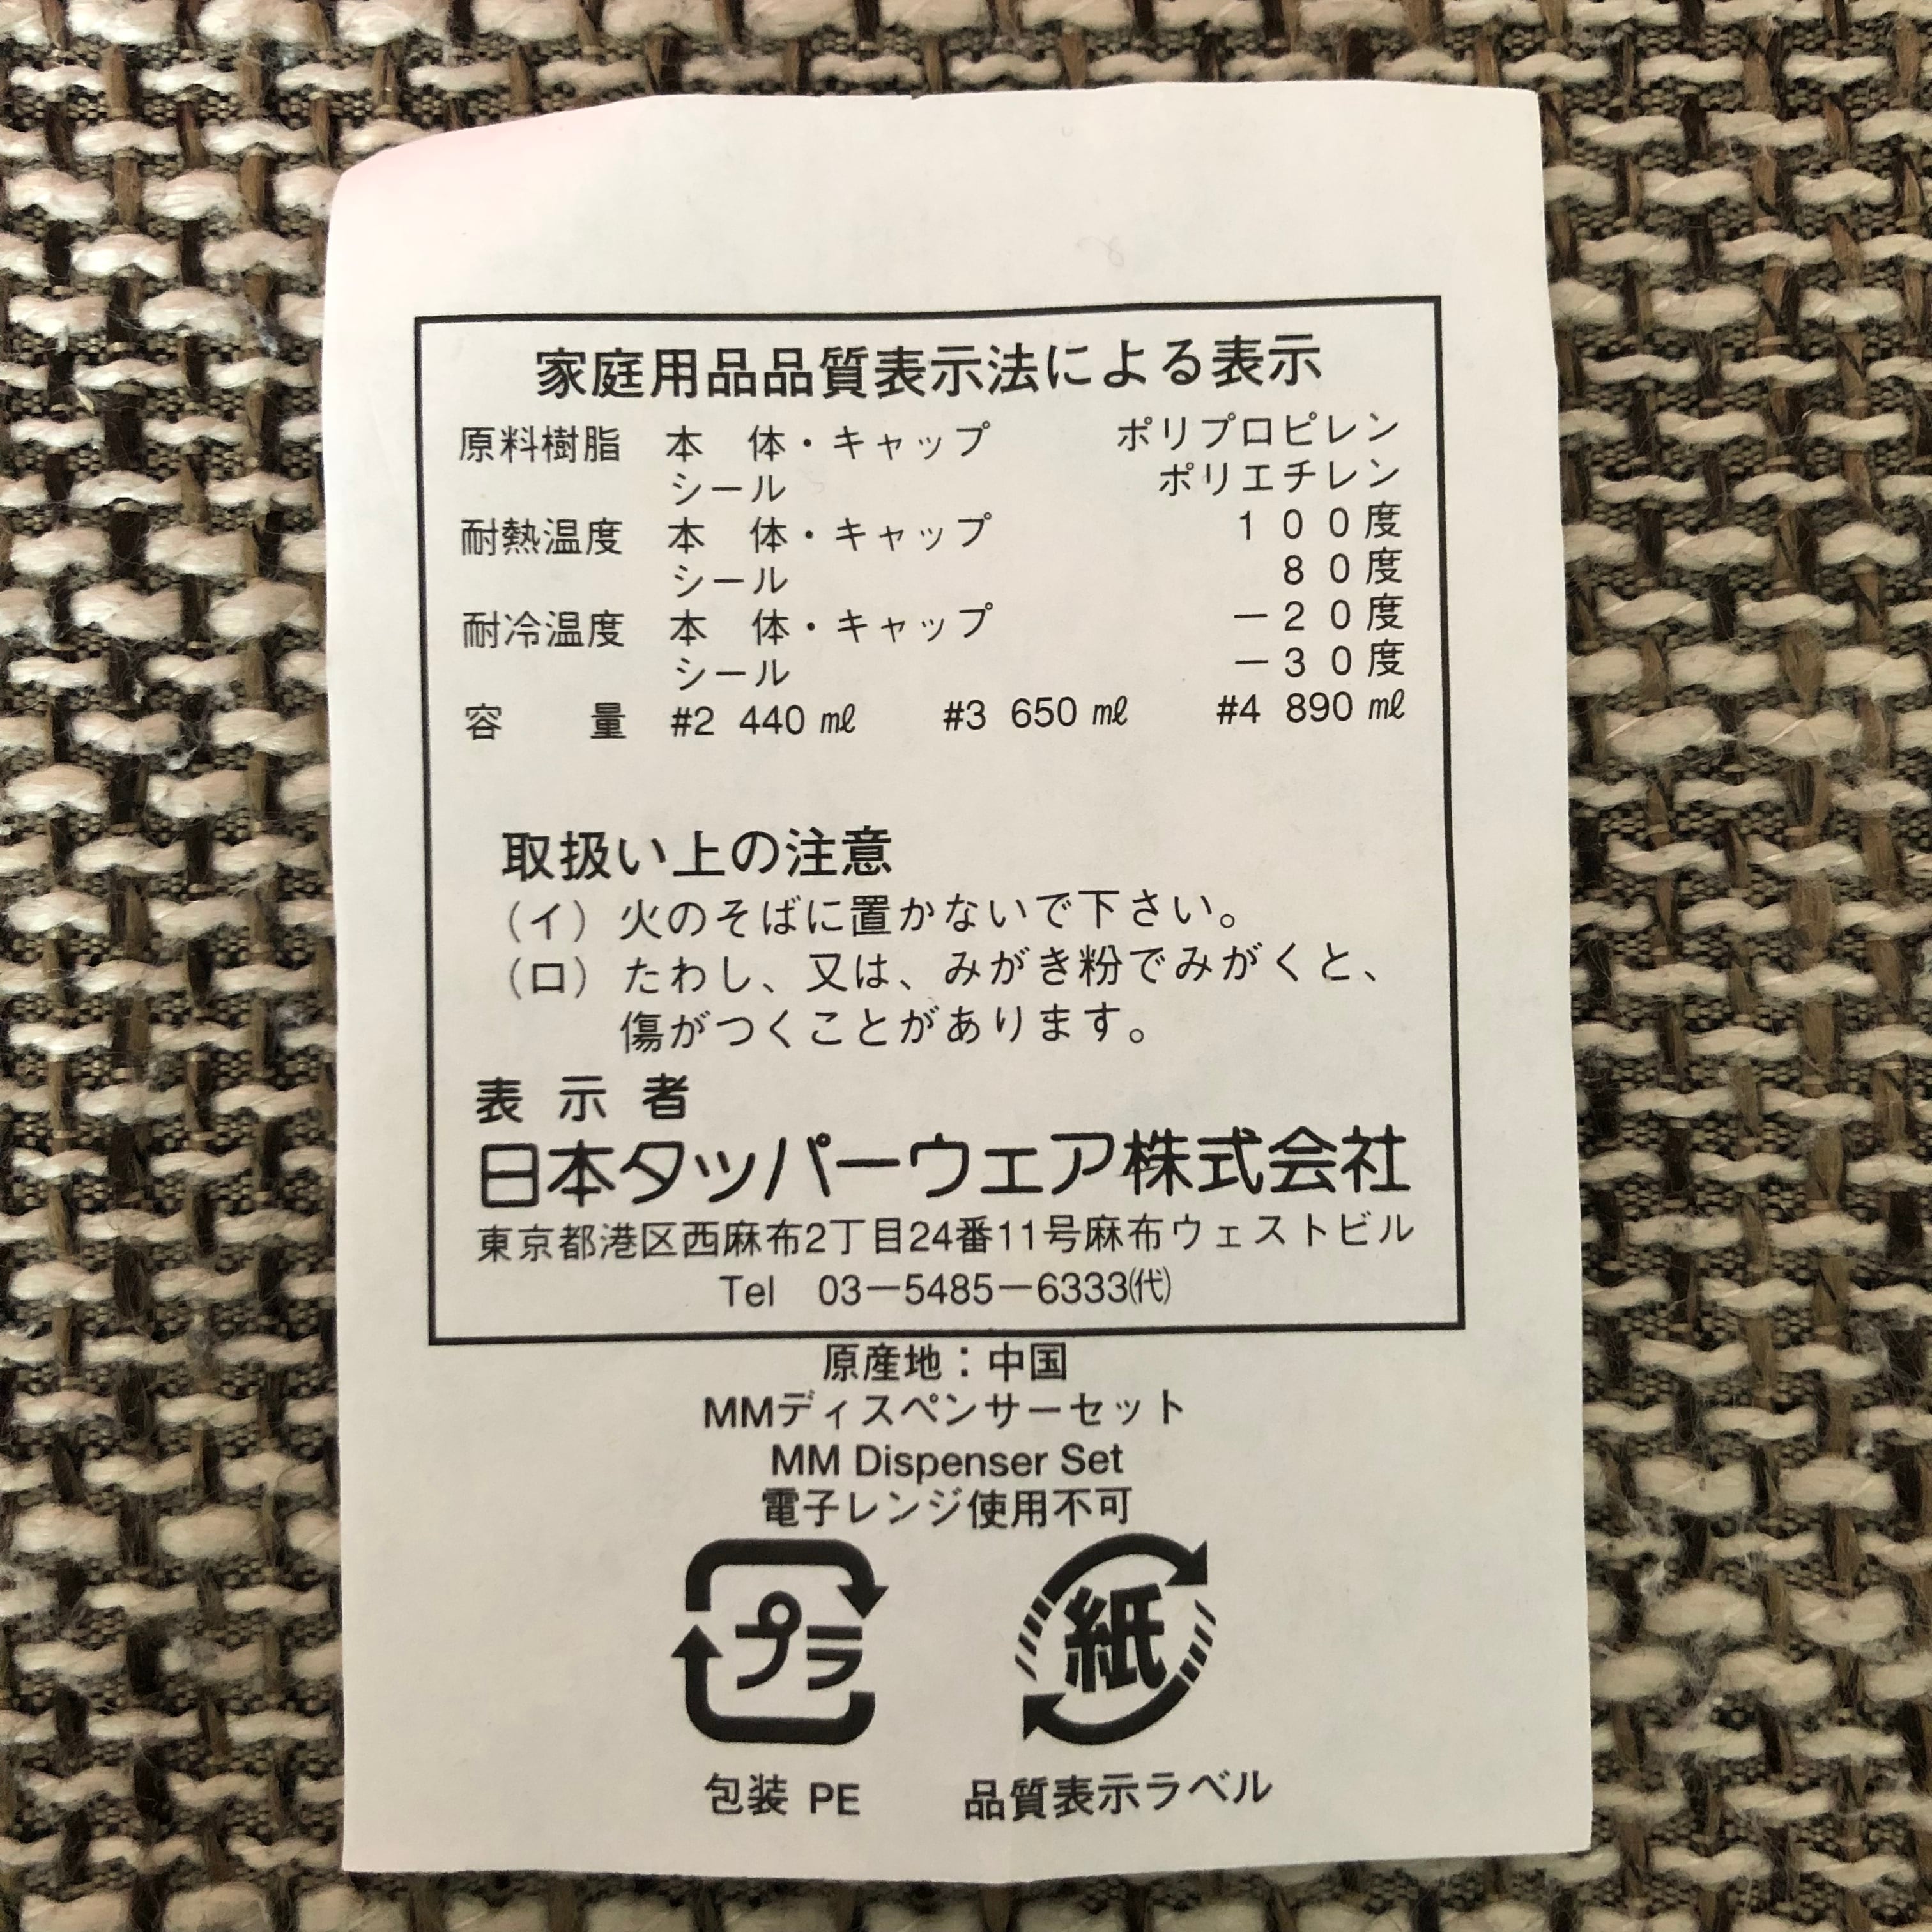 家庭用品品質表示法による表示
原料樹脂 本 体・キャップ ポリプロピレン
シール ポリエチレン
耐熱温度 本 体・キャップ 100度
シール 80度
耐冷温度 本 体・キャップ －20度
シール －30度
容 量 #2 440㎖ #3 650㎖ #4 890㎖
取扱い上の注意
（イ）火のそばに置かないで下さい。
（ロ）たわし、又は、みがき粉でみがくと、
傷がつくことがあります。
表示者
日本タッパーウェア株式会社
東京都港区西麻布2丁目24番11号麻布ウェストビル
Tel 03－5485－6333㈹
原産地：中国
MMディスペンサーセット
MM Dispenser Set
電子レンジ使用不可
プラ 紙
包装 PE 品質表示ラベル